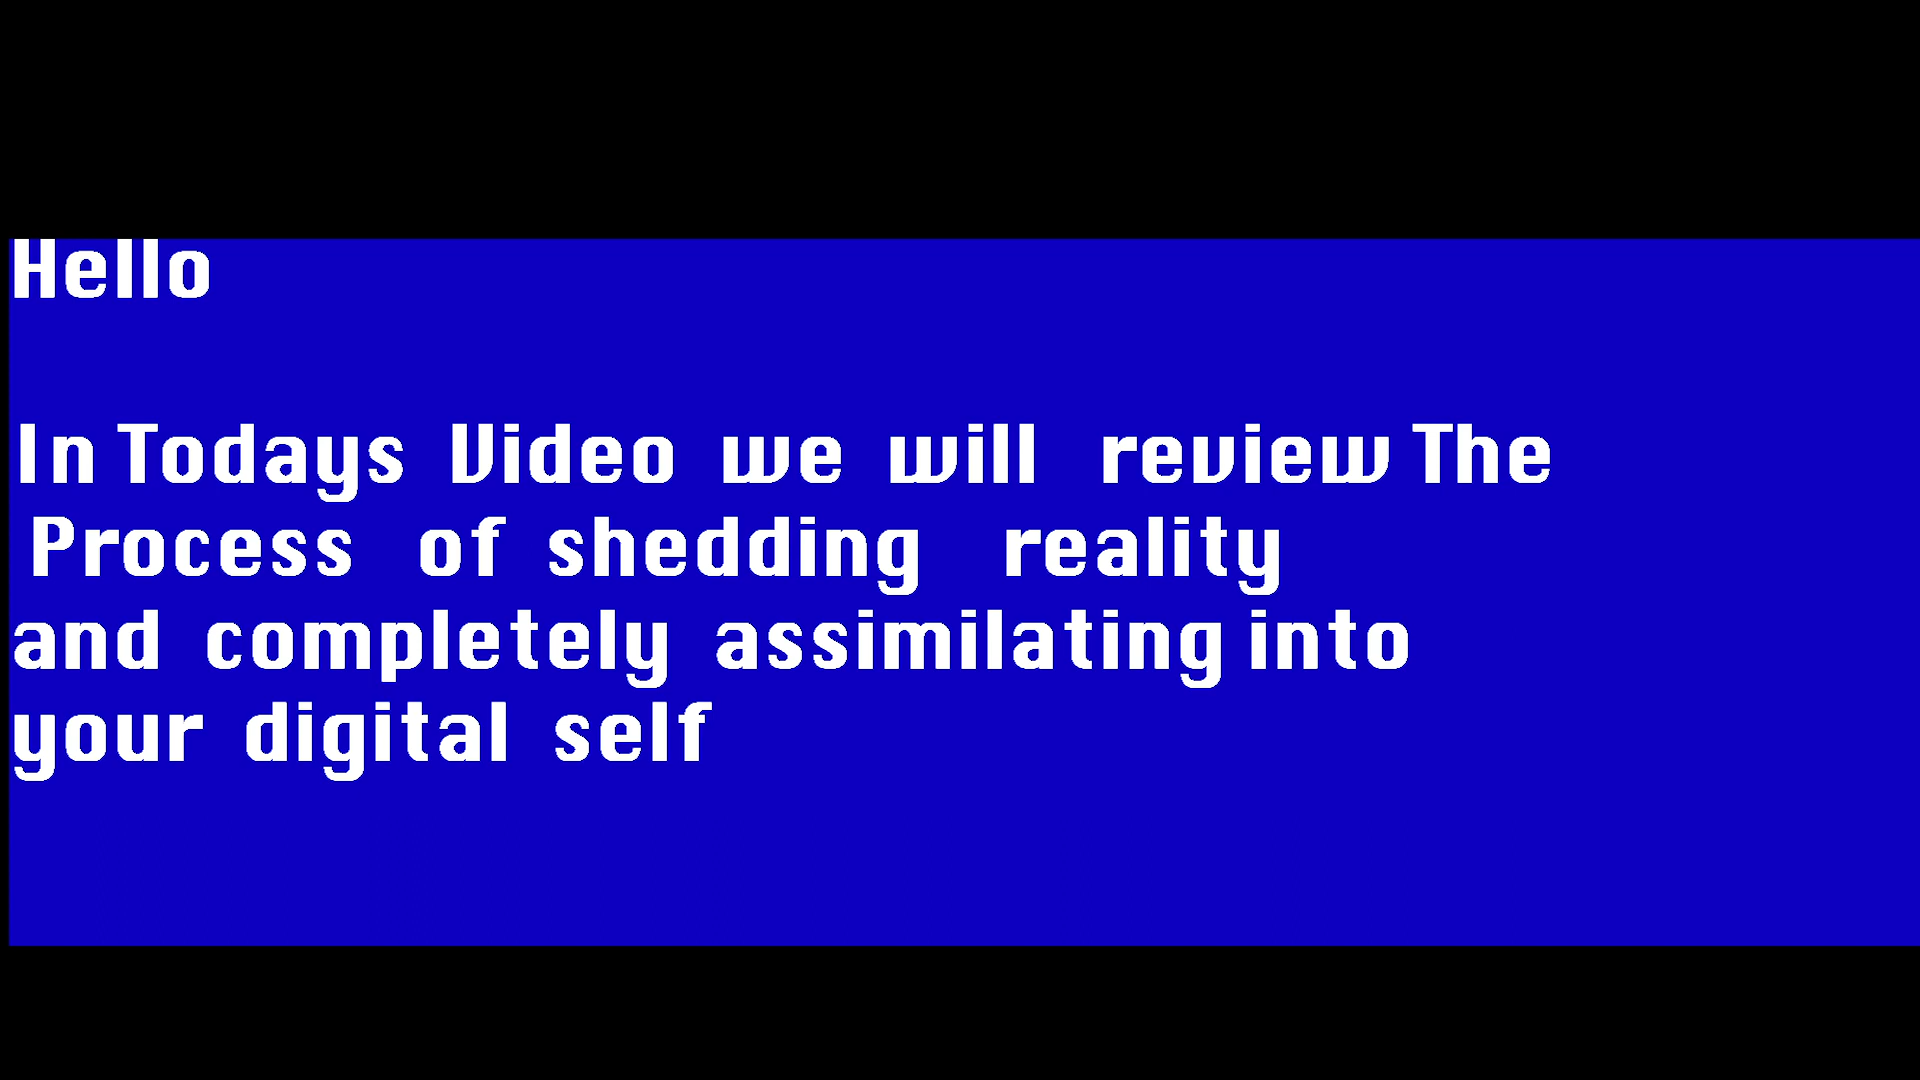 Hello
In Todays Video we will review The
Process of shedding reality
and completely assimilating into
your digital self